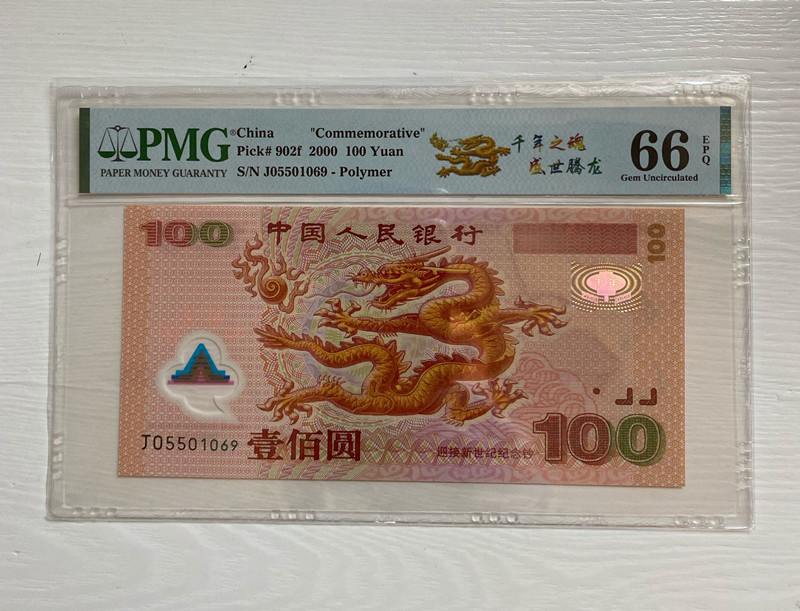 PMG®
PAPER MONEY GUARANTY
China "Commemorative"
Pick# 902f 2000 100 Yuan
S/N J05501069 - Polymer
千年之魂
盛世腾龙
66
EPQ
Gem Uncirculated
100
中国人民银行
100
J05501069
壹佰圆
迎接新世纪纪念钞
100